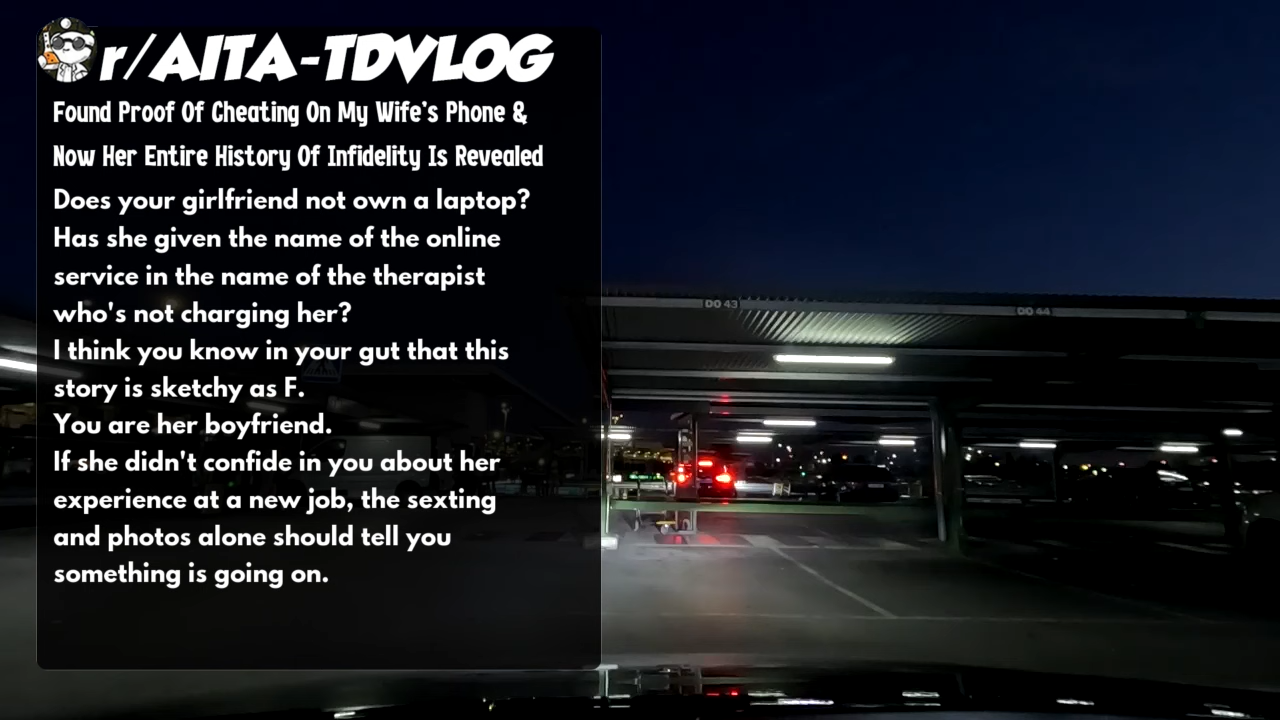 r/AITA-TDVLOG
Found Proof Of Cheating On My Wife's Phone &
Now Her Entire History Of Infidelity Is Revealed
Does your girlfriend not own a laptop?
Has she given the name of the online
service in the name of the therapist
who's not charging her?
I think you know in your gut that this
story is sketchy as F.
You are her boyfriend.
If she didn't confide in you about her
experience at a new job, the sexting
and photos alone should tell you
something is going on.
DO 43
DO 44